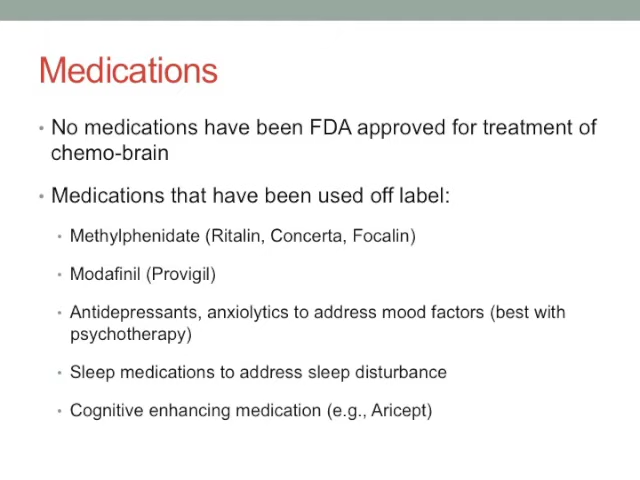 Medications
• No medications have been FDA approved for treatment of
chemo-brain
• Medications that have been used off label:
• Methylphenidate (Ritalin, Concerta, Focalin)
• Modafinil (Provigil)
• Antidepressants, anxiolytics to address mood factors (best with
psychotherapy)
• Sleep medications to address sleep disturbance
• Cognitive enhancing medication (e.g., Aricept)